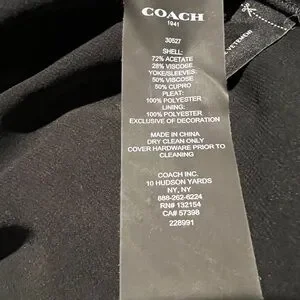 COACH
1941
30527
SHELL:
72% ACETATE
28% VISCOSE
YOKE/SLEEVES:
50% VISCOSE
50% CUPRO
PLEAT:
100% POLYESTER
LINING:
100% POLYESTER
EXCLUSIVE OF DECORATION
MADE IN CHINA
DRY CLEAN ONLY
COVER HARDWARE PRIOR TO
CLEANING
COACH INC.
10 HUDSON YARDS
NY, NY
888-262-6224
RN# 132154
CA# 57398
228991